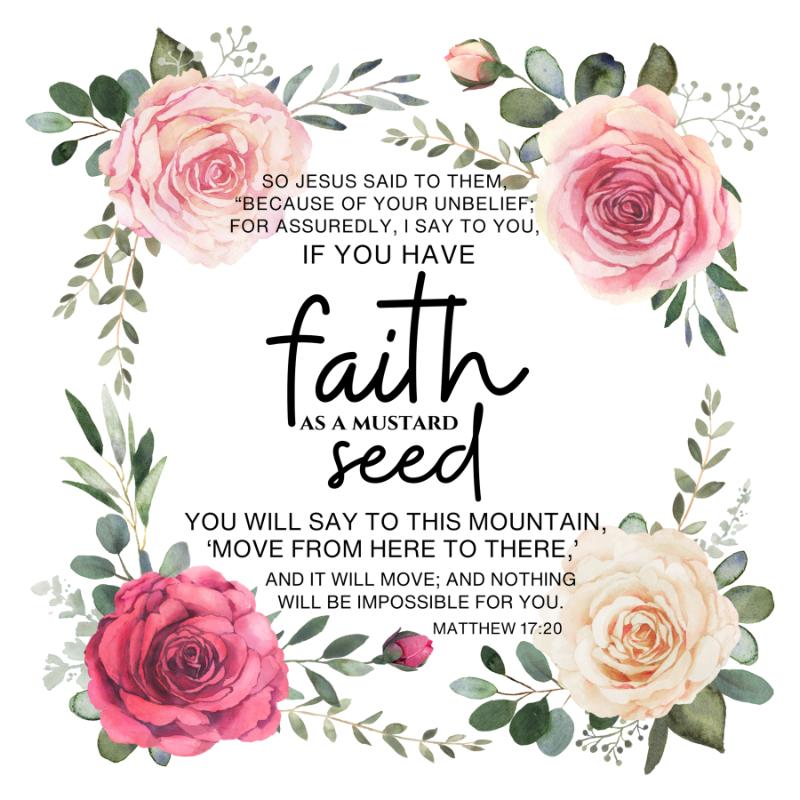 SO JESUS SAID TO THEM,
“BECAUSE OF YOUR UNBELIEF;
FOR ASSUREDLY, I SAY TO YOU,
IF YOU HAVE
faith
AS A MUSTARD
seed
YOU WILL SAY TO THIS MOUNTAIN,
‘MOVE FROM HERE TO THERE,’
AND IT WILL MOVE; AND NOTHING
WILL BE IMPOSSIBLE FOR YOU.
MATTHEW 17:20